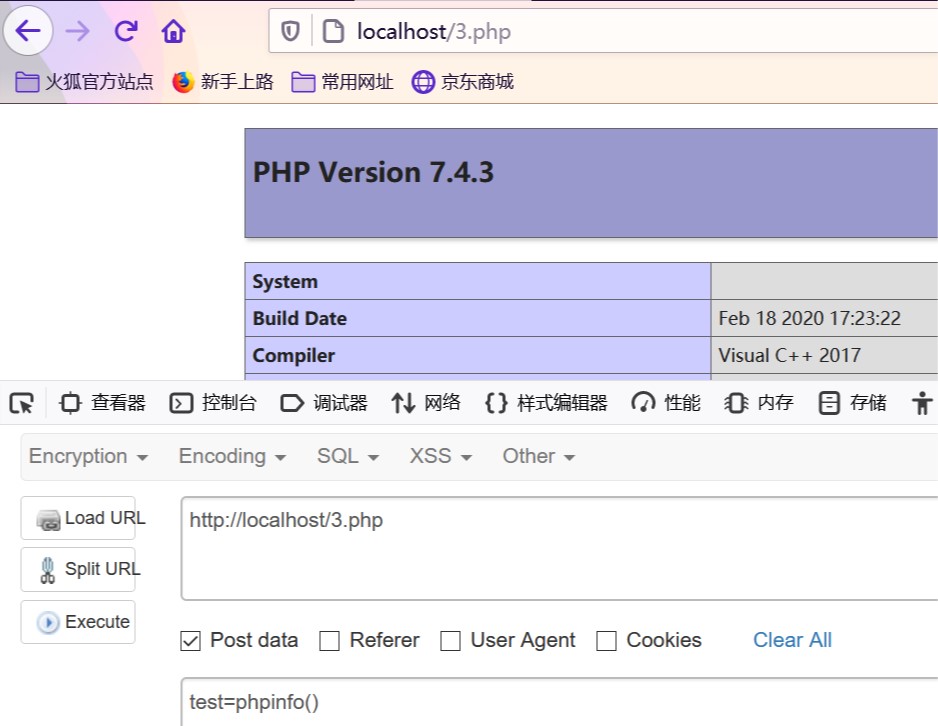 localhost/3.php
火狐官方站点 新手上路 常用网址 京东商城
PHP Version 7.4.3
System
Build Date Feb 18 2020 17:23:22
Compiler Visual C++ 2017
查看器 控制台 调试器 网络 样式编辑器 性能 内存 存储
Encryption Encoding SQL XSS Other
Load URL http://localhost/3.php
Split URL
Execute
Post data Referer User Agent Cookies Clear All
test=phpinfo()